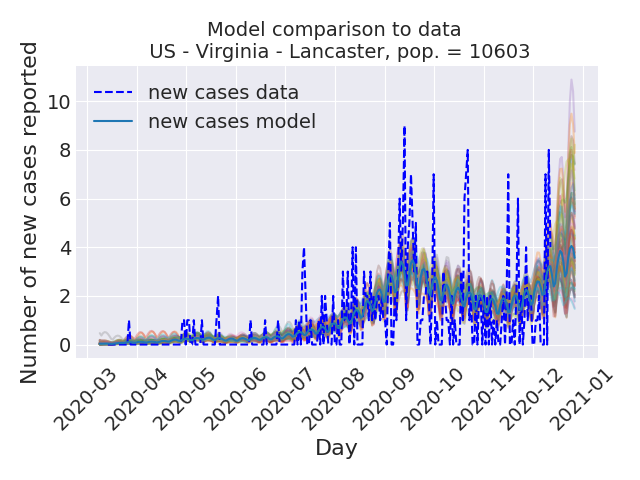 Model comparison to data
US - Virginia - Lancaster, pop. = 10603
Number of new cases reported
10
8
6
4
2
0
new cases data
new cases model
2020-03
2020-04
2020-05
2020-06
2020-07
2020-08
2020-09
2020-10
2020-11
2020-12
2021-01
Day